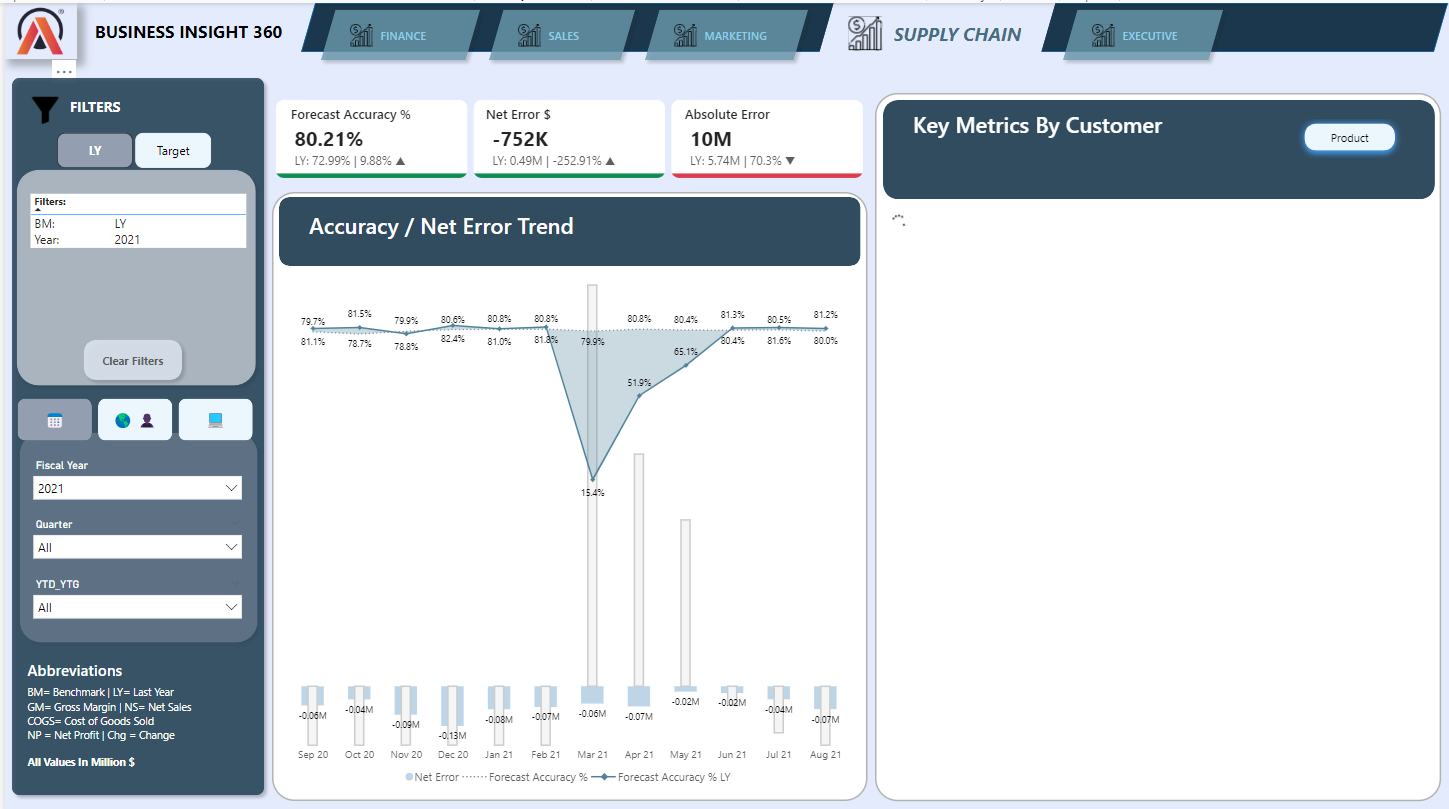 BUSINESS INSIGHT 360
FINANCE
SALES
MARKETING
SUPPLY CHAIN
EXECUTIVE
...
FILTERS
LY
Target
Filters:
BM: LY
Year: 2021
Clear Filters
Fiscal Year
2021
Quarter
All
YTD_YTG
All
Abbreviations
BM= Benchmark | LY= Last Year
GM= Gross Margin | NS= Net Sales
COGS= Cost of Goods Sold
NP = Net Profit | Chg = Change
All Values In Million $
Forecast Accuracy %
80.21%
LY: 72.99% | 9.88% ▲
Net Error $
-752K
LY: 0.49M | -252.91% ▲
Absolute Error
10M
LY: 5.74M | 70.3% ▼
Accuracy / Net Error Trend
79.7% 81.5% 79.9% 80.6% 80.8% 80.8% 80.8% 80.4% 81.3% 80.5% 81.2%
81.1% 78.7% 78.8% 82.4% 81.0% 81.8% 79.9% 80.4% 81.6% 80.0%
65.1%
51.9%
15.4%
-0.06M -0.04M -0.09M -0.13M -0.08M -0.07M -0.06M -0.07M -0.02M -0.02M -0.04M -0.07M
Sep 20 Oct 20 Nov 20 Dec 20 Jan 21 Feb 21 Mar 21 Apr 21 May 21 Jun 21 Jul 21 Aug 21
Net Error Forecast Accuracy % Forecast Accuracy % LY
Key Metrics By Customer
Product